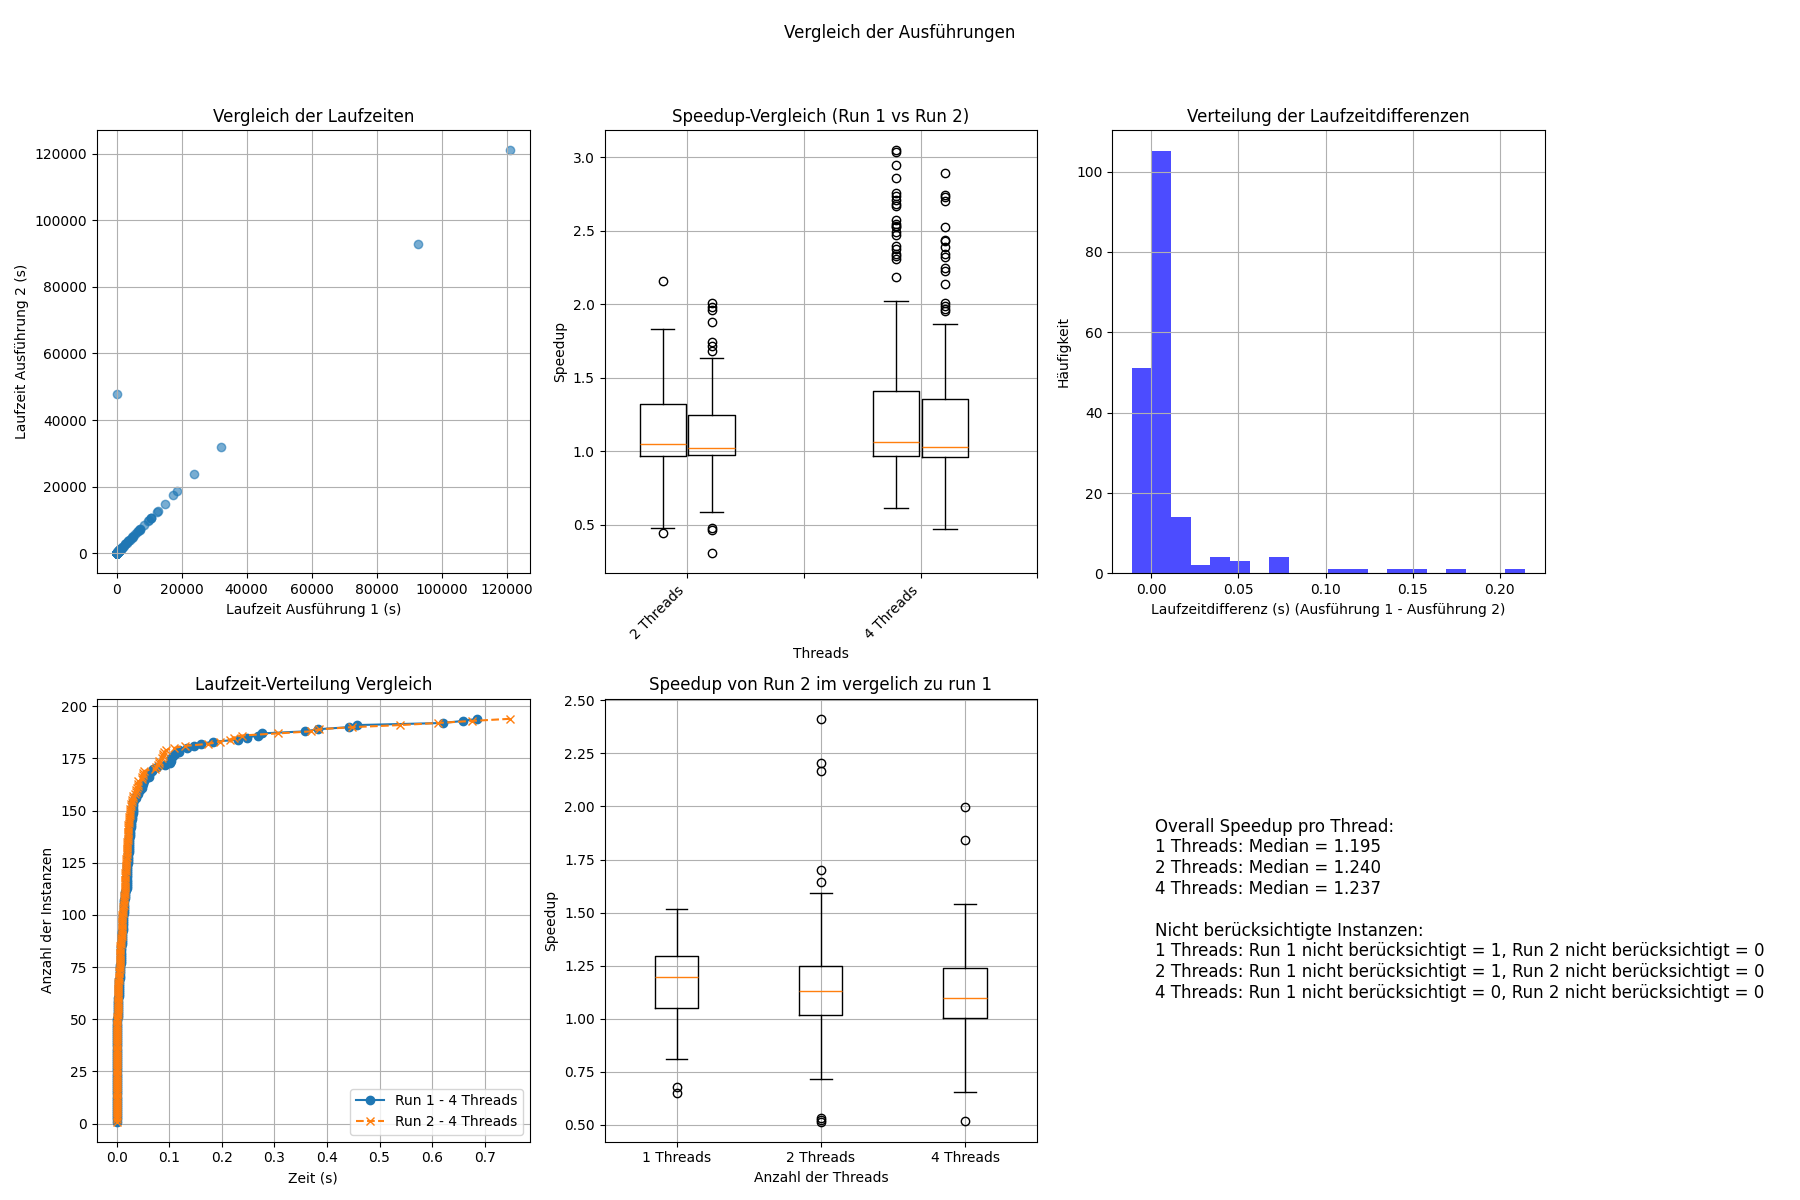 Vergleich der Ausführungen
Vergleich der Laufzeiten
120000
100000
80000
60000
40000
20000
0
Laufzeit Ausführung 2 (s)
0 20000 40000 60000 80000 100000 120000
Laufzeit Ausführung 1 (s)
Speedup-Vergleich (Run 1 vs Run 2)
3.0
2.5
2.0
1.5
1.0
0.5
Speedup
2 Threads 4 Threads
Threads
Verteilung der Laufzeitdifferenzen
100
80
60
40
20
0
Häufigkeit
0.00 0.05 0.10 0.15 0.20
Laufzeitdifferenz (s) (Ausführung 1 - Ausführung 2)
Laufzeit-Verteilung Vergleich
200
175
150
125
100
75
50
25
0
Anzahl der Instanzen
Run 1 - 4 Threads
Run 2 - 4 Threads
0.0 0.1 0.2 0.3 0.4 0.5 0.6 0.7
Zeit (s)
Speedup von Run 2 im vergelich zu run 1
2.50
2.25
2.00
1.75
1.50
1.25
1.00
0.75
0.50
Speedup
1 Threads 2 Threads 4 Threads
Anzahl der Threads
Overall Speedup pro Thread:
1 Threads: Median = 1.195
2 Threads: Median = 1.240
4 Threads: Median = 1.237
Nicht berücksichtigte Instanzen:
1 Threads: Run 1 nicht berücksichtigt = 1, Run 2 nicht berücksichtigt = 0
2 Threads: Run 1 nicht berücksichtigt = 1, Run 2 nicht berücksichtigt = 0
4 Threads: Run 1 nicht berücksichtigt = 0, Run 2 nicht berücksichtigt = 0